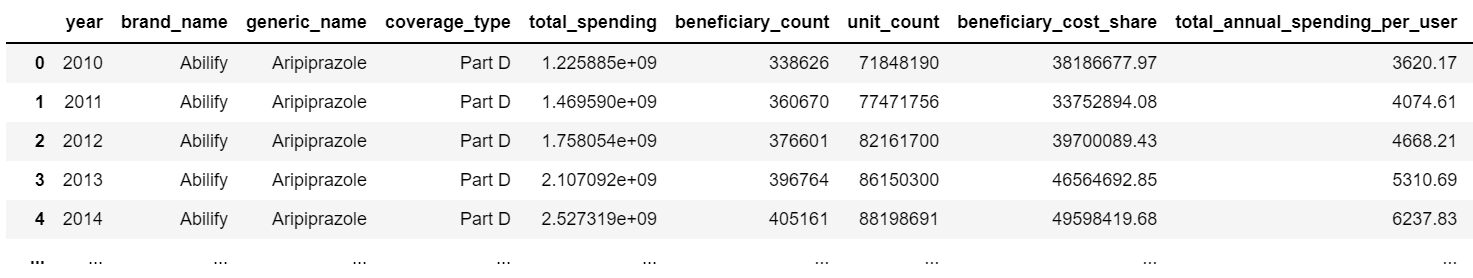 year brand_name generic_name coverage_type total_spending beneficiary_count unit_count beneficiary_cost_share total_annual_spending_per_user
0 2010 Abilify Aripiprazole Part D 1.225885e+09 338626 71848190 38186677.97 3620.17
1 2011 Abilify Aripiprazole Part D 1.469590e+09 360670 77471756 33752894.08 4074.61
2 2012 Abilify Aripiprazole Part D 1.758054e+09 376601 82161700 39700089.43 4668.21
3 2013 Abilify Aripiprazole Part D 2.107092e+09 396764 86150300 46564692.85 5310.69
4 2014 Abilify Aripiprazole Part D 2.527319e+09 405161 88198691 49598419.68 6237.83
... ... ... ... ... ... ... ... ... ...